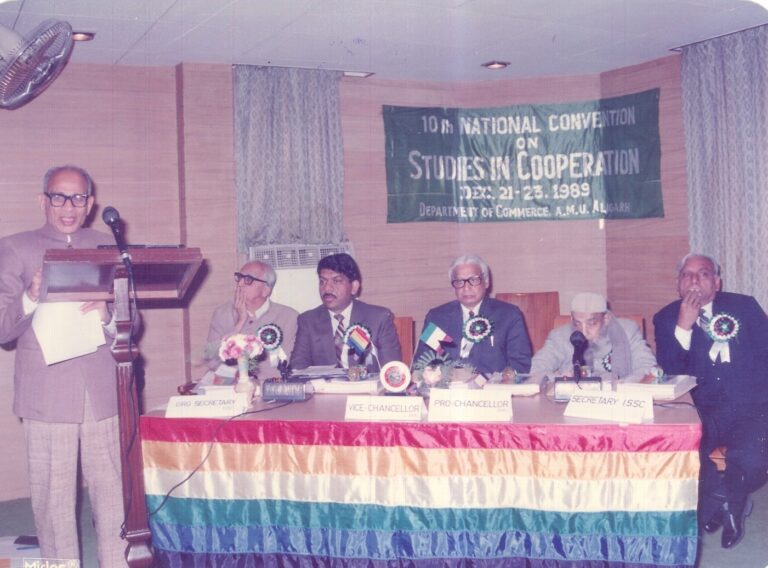 10TH NATIONAL CONVENTION
ON
STUDIES IN COOPERATION
DEC. 21-23. 1989
DEPARTMENT OF COMMERCE. A.M.U. ALIGARH
ORG SECRETARY
VICE-CHANCELLOR
PRO-CHANCELLOR
SECRETARY ISSC